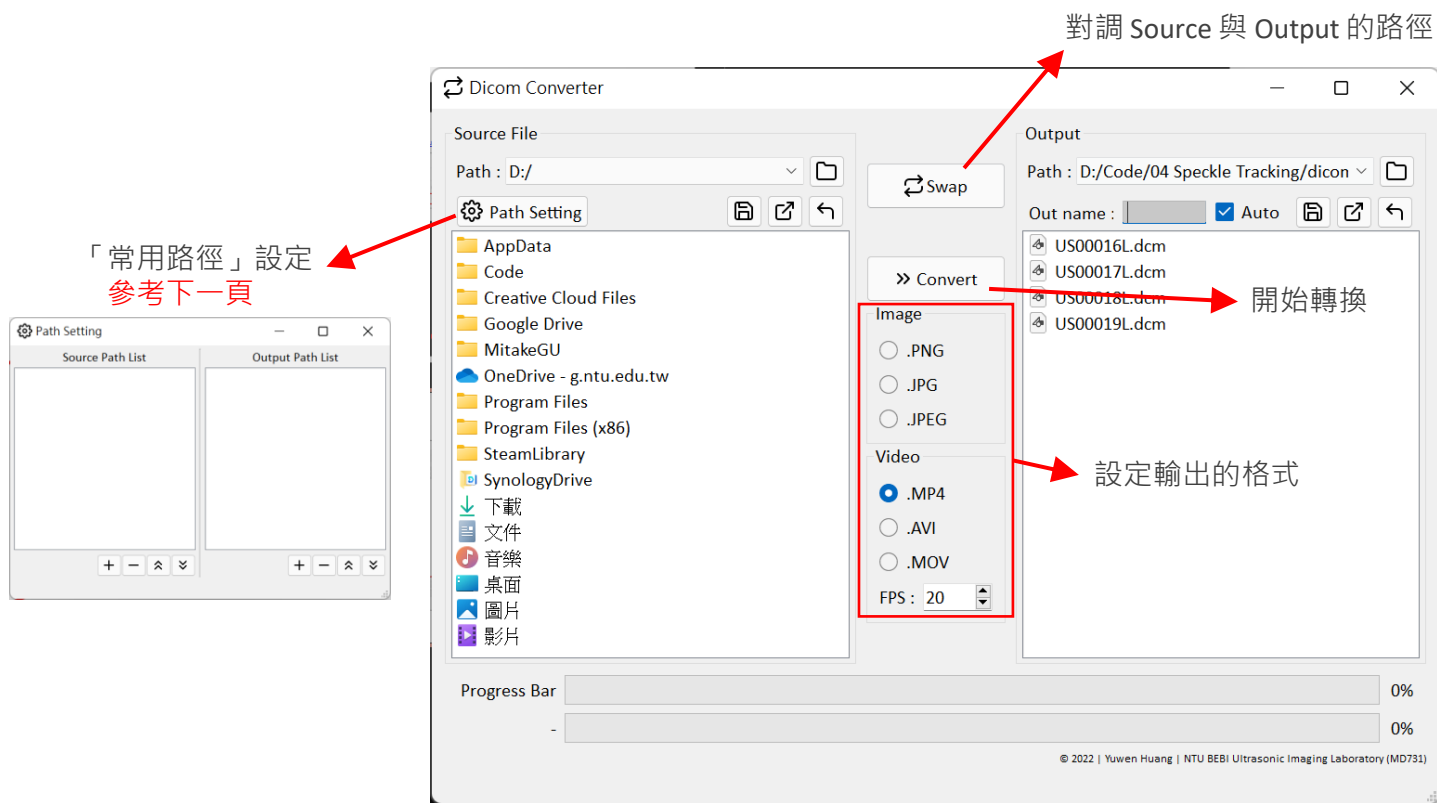 對調 Source 與 Output 的路徑
Dicom Converter
Source File
Path : D:/
Path Setting
AppData
Code
Creative Cloud Files
Google Drive
MitakeGU
OneDrive - g.ntu.edu.tw
Program Files
Program Files (x86)
SteamLibrary
SynologyDrive
下載
文件
音樂
桌面
圖片
影片
Swap
Convert
Image
.PNG
.JPG
.JPEG
Video
.MP4
.AVI
.MOV
FPS : 20
Output
Path : D:/Code/04 Speckle Tracking/dicon
Out name :
Auto
US00016L.dcm
US00017L.dcm
US00018L.dcm
US00019L.dcm
開始轉換
設定輸出的格式
「常用路徑」設定
參考下一頁
Path Setting
Source Path List
Output Path List
Progress Bar
0%
-
0%
© 2022 | Yuwen Huang | NTU BEBI Ultrasonic Imaging Laboratory (MD731)